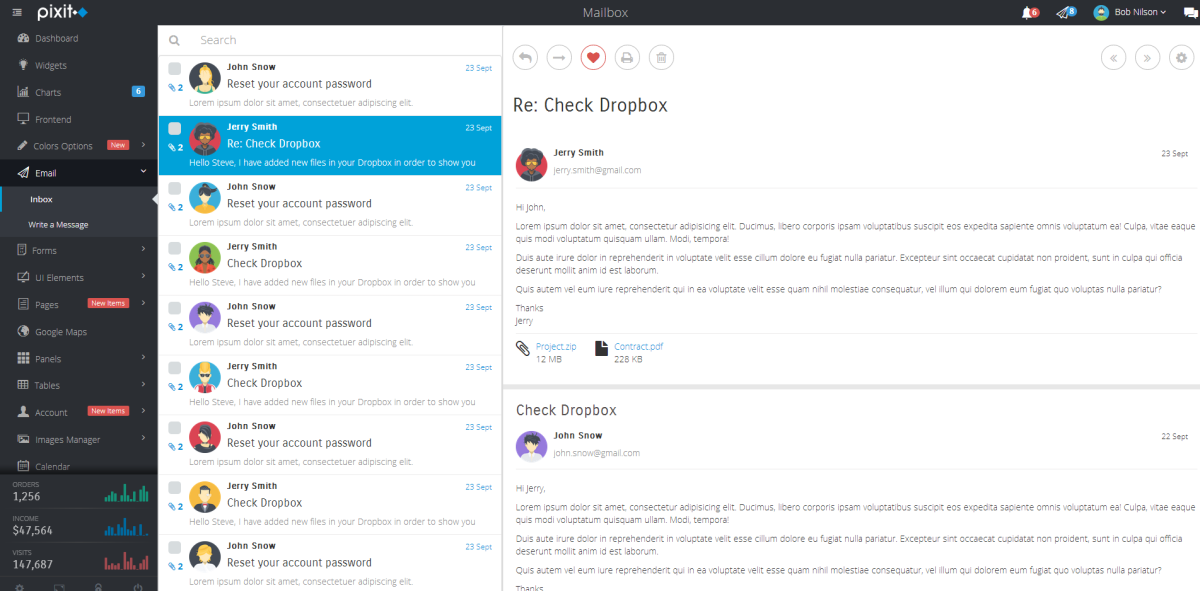 pixit
Mailbox
6
8
Bob Nilson
Dashboard
Widgets
Charts
6
Frontend
Colors Options
New
Email
Inbox
Write a Message
Forms
UI Elements
Pages
New Items
Google Maps
Panels
Tables
Account
New Items
Images Manager
Calendar
ORDERS
1,256
INCOME
$47,564
VISITS
147,687
Search
John Snow
23 Sept
Reset your account password
2
Lorem ipsum dolor sit amet, consectetuer adipiscing elit.
Jerry Smith
23 Sept
Re: Check Dropbox
2
Hello Steve, I have added new files in your Dropbox in order to show you
John Snow
23 Sept
Reset your account password
2
Lorem ipsum dolor sit amet, consectetuer adipiscing elit.
Jerry Smith
23 Sept
Check Dropbox
2
Hello Steve, I have added new files in your Dropbox in order to show you
John Snow
23 Sept
Reset your account password
2
Lorem ipsum dolor sit amet, consectetuer adipiscing elit.
Jerry Smith
23 Sept
Check Dropbox
2
Hello Steve, I have added new files in your Dropbox in order to show you
John Snow
23 Sept
Reset your account password
2
Lorem ipsum dolor sit amet, consectetuer adipiscing elit.
Jerry Smith
23 Sept
Check Dropbox
2
Hello Steve, I have added new files in your Dropbox in order to show you
John Snow
23 Sept
Reset your account password
2
Lorem ipsum dolor sit amet, consectetuer adipiscing elit.
Re: Check Dropbox
Jerry Smith
23 Sept
jerry.smith@gmail.com
Hi John,
Lorem ipsum dolor sit amet, consectetur adipisicing elit. Ducimus, libero corporis ipsam voluptatibus suscipit eos expedita sapiente omnis voluptatum ea! Culpa, vitae eaque
quis modi voluptatum quisquam ullam. Modi, tempora!
Duis aute irure dolor in reprehenderit in voluptate velit esse cillum dolore eu fugiat nulla pariatur. Excepteur sint occaecat cupidatat non proident, sunt in culpa qui officia
deserunt mollit anim id est laborum.
Quis autem vel eum iure reprehenderit qui in ea voluptate velit esse quam nihil molestiae consequatur, vel illum qui dolorem eum fugiat quo voluptas nulla pariatur?
Thanks
Jerry
Project.zip
12 MB
Contract.pdf
228 KB
Check Dropbox
John Snow
22 Sept
john.snow@gmail.com
Hi Jerry,
Lorem ipsum dolor sit amet, consectetur adipisicing elit. Ducimus, libero corporis ipsam voluptatibus suscipit eos expedita sapiente omnis voluptatum ea! Culpa, vitae eaque
quis modi voluptatum quisquam ullam. Modi, tempora!
Duis aute irure dolor in reprehenderit in voluptate velit esse cillum dolore eu fugiat nulla pariatur. Excepteur sint occaecat cupidatat non proident, sunt in culpa qui officia
deserunt mollit anim id est laborum.
Quis autem vel eum iure reprehenderit qui in ea voluptate velit esse quam nihil molestiae consequatur, vel illum qui dolorem eum fugiat quo voluptas nulla pariatur?
Thanks